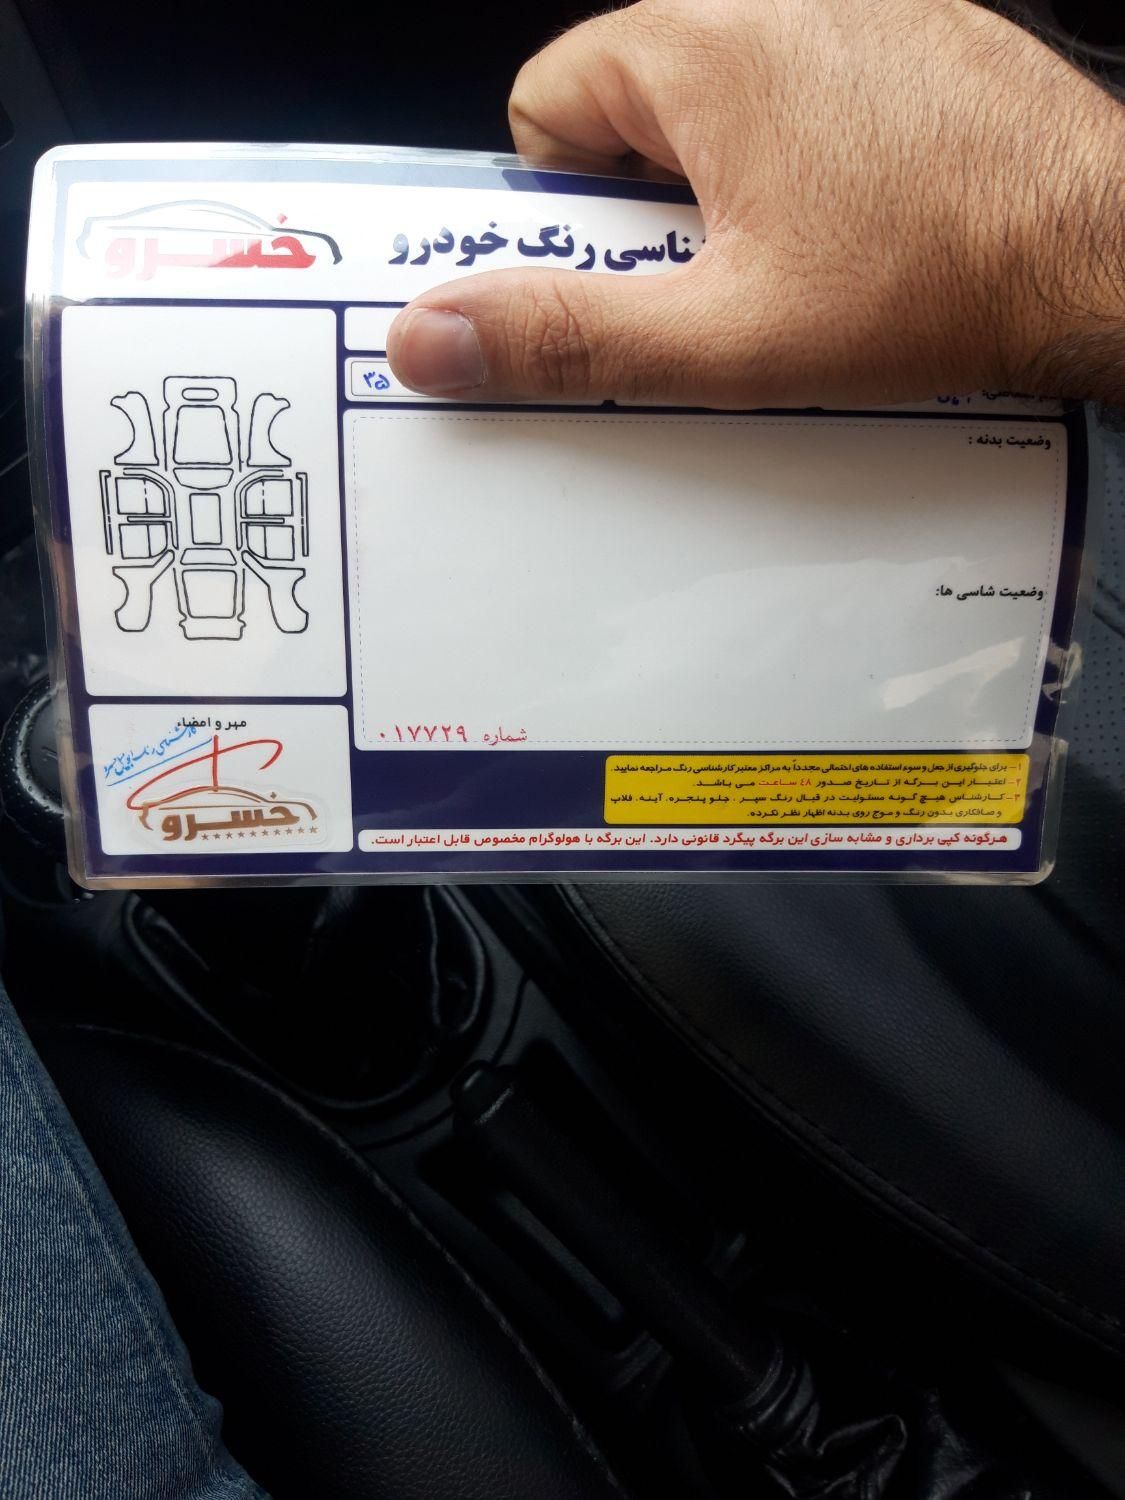 خسرو
شناسی رنگ خودرو
۳۵
وضعیت بدنه :
وضعیت شاسی ها:
شماره ۰۱۷۷۲۹
مهر و امضاء
خسرو
۱- برای جلوگیری از جعل و سوء استفاده های احتمالی مجدداً به مراکز معتبر کارشناسی رنگ مراجعه نمایید.
۲- اعتبار این برگه از تاریخ صدور ۴۸ ساعت می باشد.
۳- کارشناس هیچ گونه مسئولیت در قبال رنگ سپر ، جلو پنجره، آینه، قلاب
و صافکاری بدون رنگ و موج روی بدنه اظهار نظر نکرده.
هرگونه کپی برداری و مشابه سازی این برگه پیگرد قانونی دارد. این برگه با هولوگرام مخصوص قابل اعتبار است.